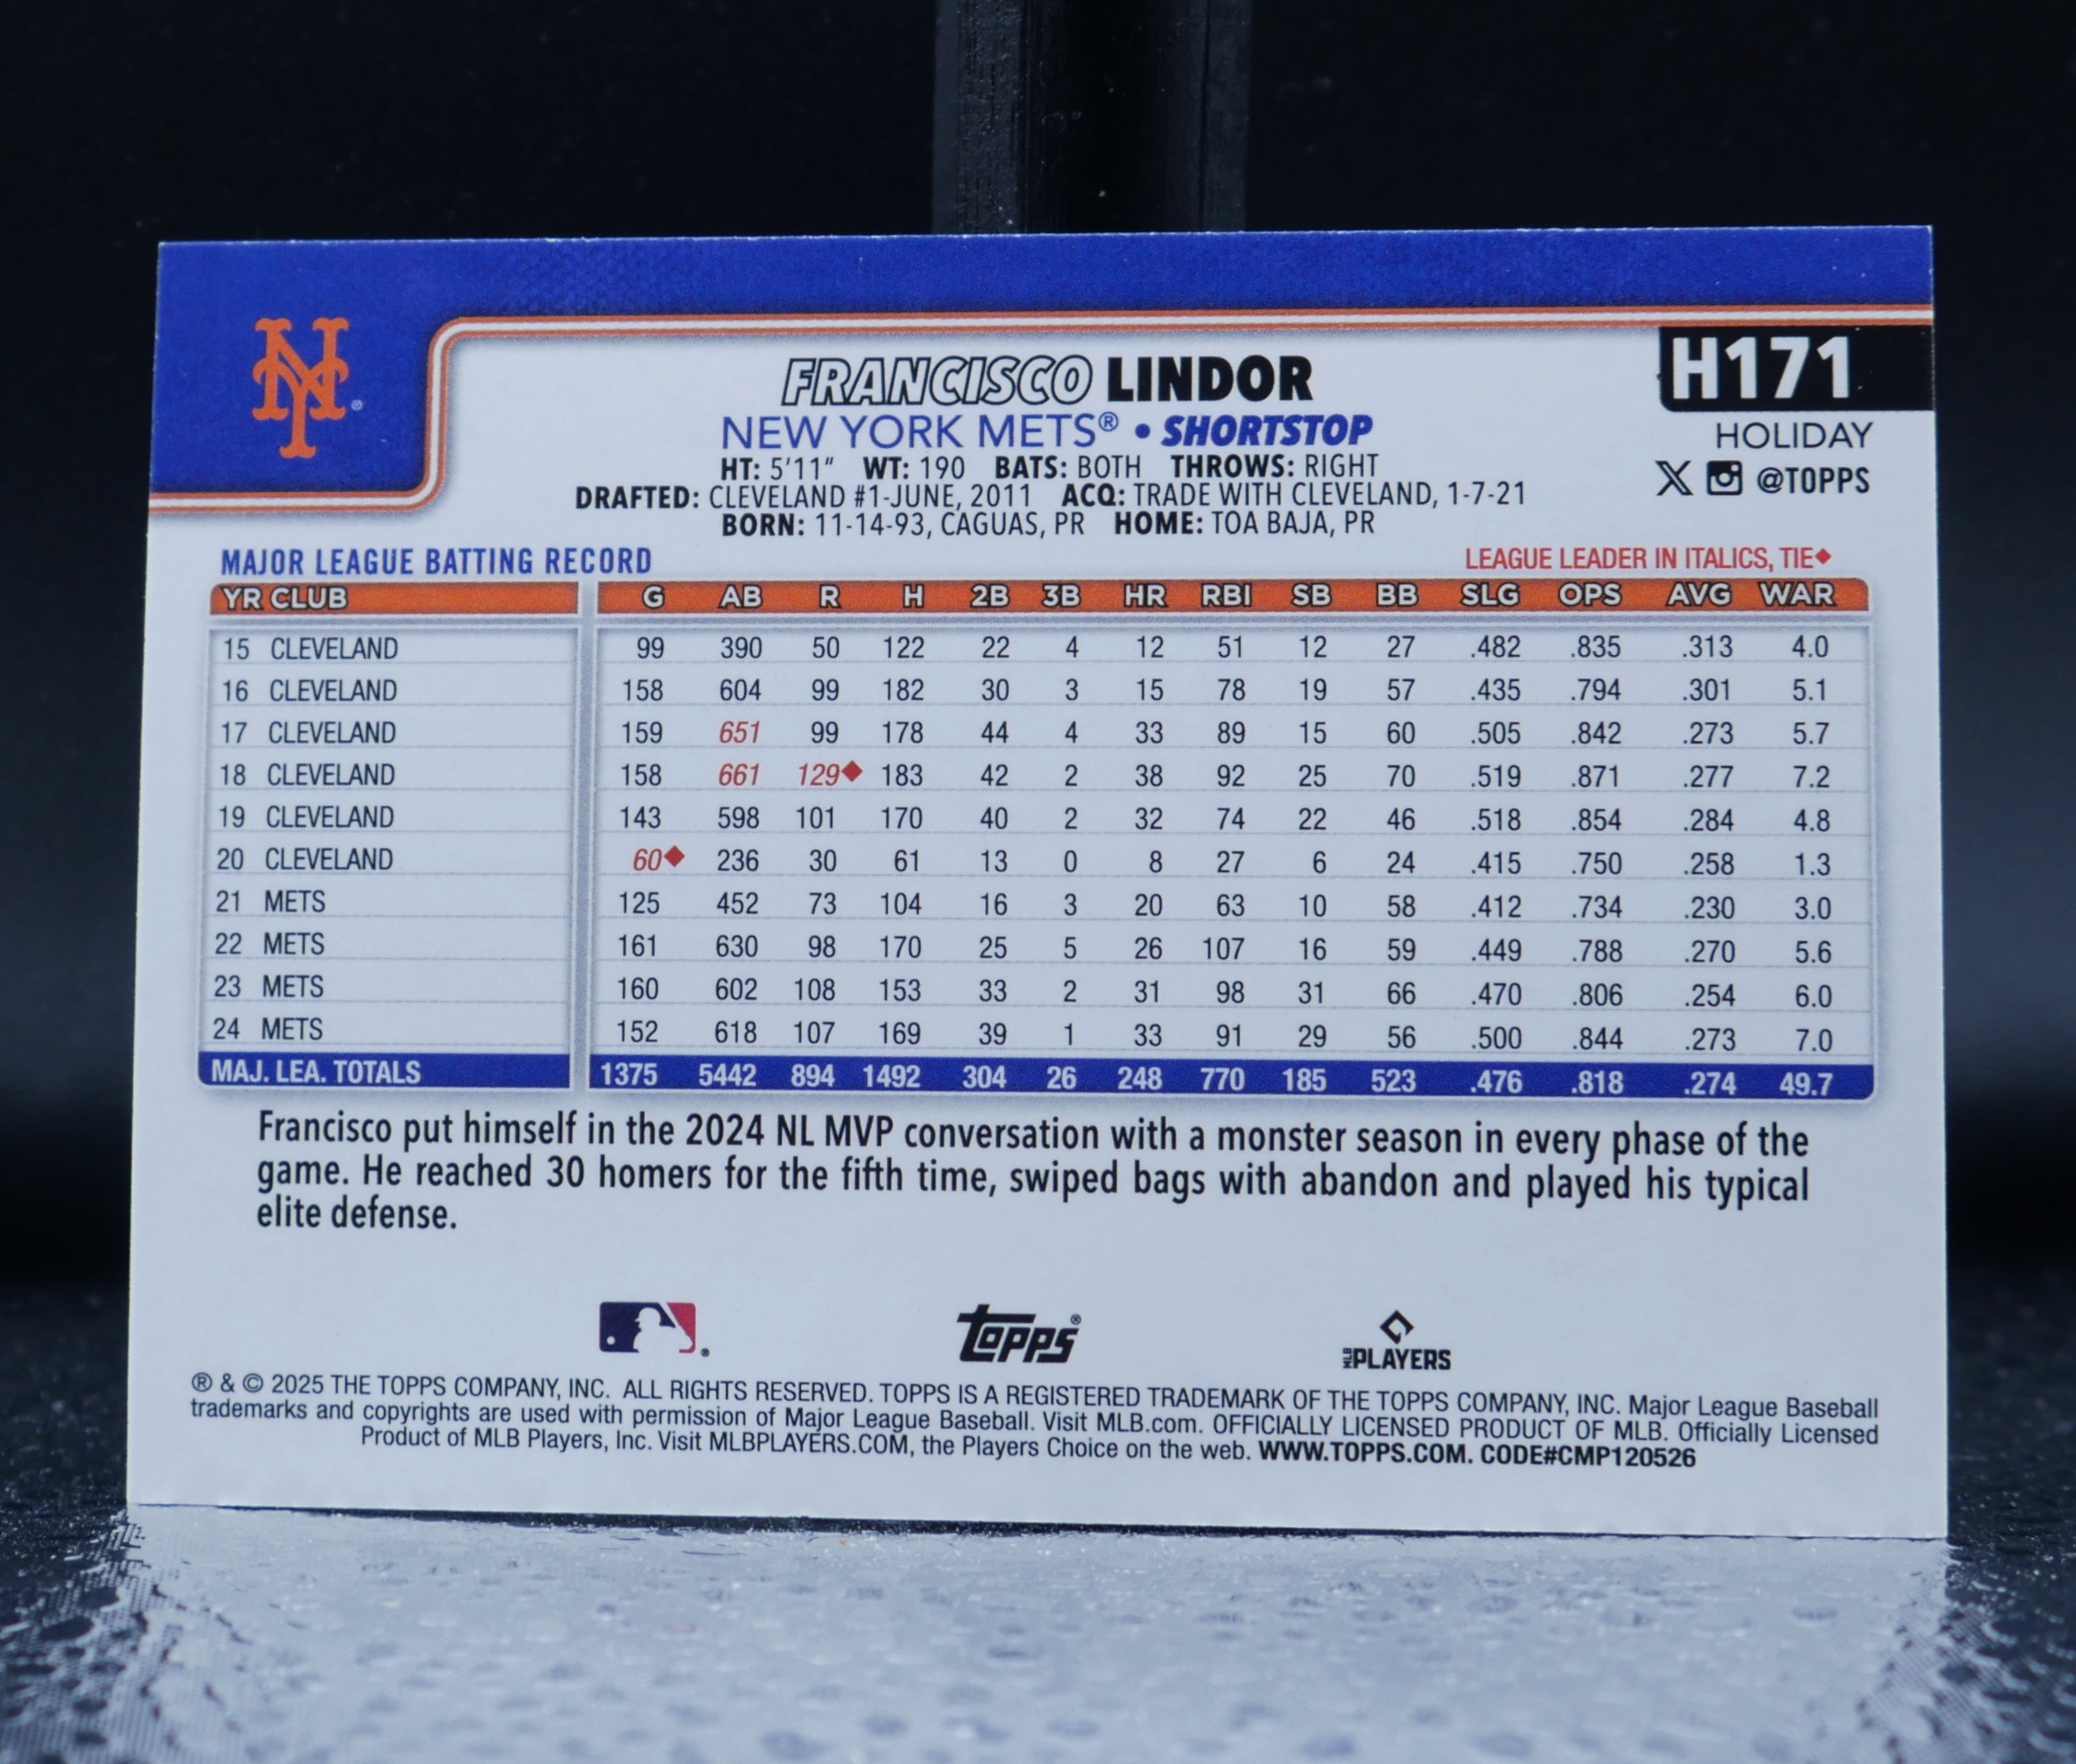 NY®
H171
FRANCISCO LINDOR
HOLIDAY
NEW YORK METS® • SHORTSTOP
@TOPPS
HT: 5'11" WT: 190 BATS: BOTH THROWS: RIGHT
DRAFTED: CLEVELAND #1-JUNE, 2011 ACQ: TRADE WITH CLEVELAND, 1-7-21
BORN: 11-14-93, CAGUAS, PR HOME: TOA BAJA, PR
MAJOR LEAGUE BATTING RECORD LEAGUE LEADER IN ITALICS, TIE◆
YR CLUB G AB R H 2B 3B HR RBI SB BB SLG OPS AVG WAR
15 CLEVELAND 99 390 50 122 22 4 12 51 12 27 .482 .835 .313 4.0
16 CLEVELAND 158 604 99 182 30 3 15 78 19 57 .435 .794 .301 5.1
17 CLEVELAND 159 651 99 178 44 4 33 89 15 60 .505 .842 .273 5.7
18 CLEVELAND 158 661 129◆ 183 42 2 38 92 25 70 .519 .871 .277 7.2
19 CLEVELAND 143 598 101 170 40 2 32 74 22 46 .518 .854 .284 4.8
20 CLEVELAND 60◆ 236 30 61 13 0 8 27 6 24 .415 .750 .258 1.3
21 METS 125 452 73 104 16 3 20 63 10 58 .412 .734 .230 3.0
22 METS 161 630 98 170 25 5 26 107 16 59 .449 .788 .270 5.6
23 METS 160 602 108 153 33 2 31 98 31 66 .470 .806 .254 6.0
24 METS 152 618 107 169 39 1 33 91 29 56 .500 .844 .273 7.0
MAJ. LEA. TOTALS 1375 5442 894 1492 304 26 248 770 185 523 .476 .818 .274 49.7
Francisco put himself in the 2024 NL MVP conversation with a monster season in every phase of the
game. He reached 30 homers for the fifth time, swiped bags with abandon and played his typical
elite defense.
Topps®
MLB PLAYERS
® & © 2025 THE TOPPS COMPANY, INC. ALL RIGHTS RESERVED. TOPPS IS A REGISTERED TRADEMARK OF THE TOPPS COMPANY, INC. Major League Baseball
trademarks and copyrights are used with permission of Major League Baseball. Visit MLB.com. OFFICIALLY LICENSED PRODUCT OF MLB. Officially Licensed
Product of MLB Players, Inc. Visit MLBPLAYERS.COM, the Players Choice on the web. WWW.TOPPS.COM. CODE#CMP120526